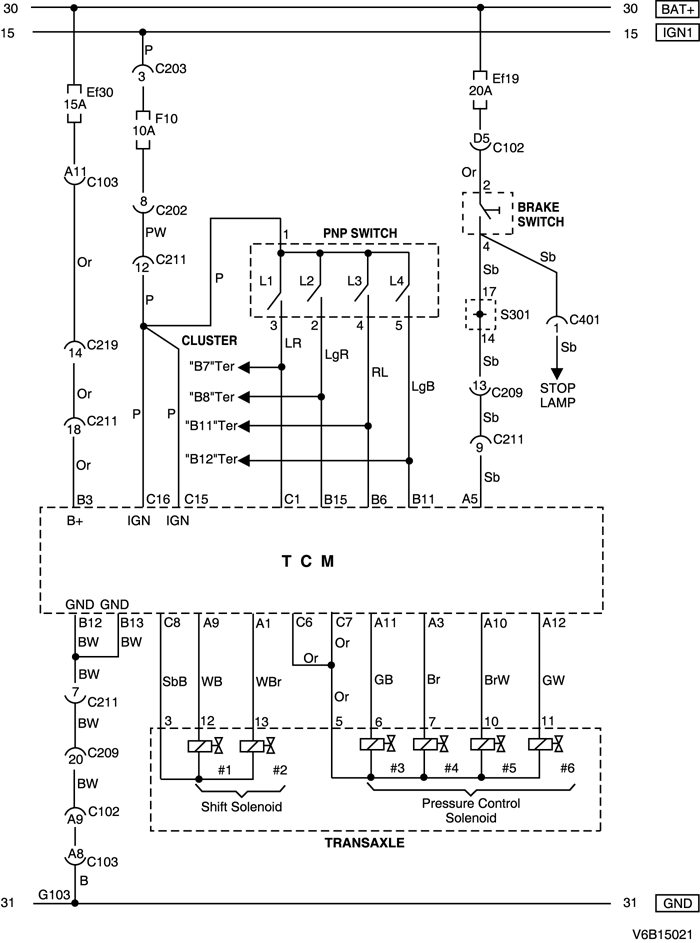 30 30 BAT+
15 15 IGN1
P
3 C203
Ef30
15A
F10
10A
Ef19
20A
D5 C102
Or
2
BRAKE
SWITCH
4
A11 C103
8 C202
PW
12 C211
P
P
1 PNP SWITCH
L1 L2 L3 L4
3 2 4 5
Or
Sb
Sb
17
S301
14
C401
1
Sb
Sb
STOP
LAMP
CLUSTER
LR
LgR
RL
LgB
"B7"Ter
"B8"Ter
"B11"Ter
"B12"Ter
C219
14
Or
C211
18
Or
P P
13 C209
Sb
C211
9
Sb
B3 C16 C15 C1 B15 B6 B11 A5
B+ IGN IGN
T C M
GND GND
B12 B13 C8 A9 A1 C6 C7 A11 A3 A10 A12
BW BW
Or
Or
BW
SbB WB WBr
Or
GB Br BrW GW
7 C211
BW
3 12 13 5 6 7 10 11
20 C209
BW
#1 #2 #3 #4 #5 #6
Shift Solenoid
Pressure Control
Solenoid
C102
A9
TRANSAXLE
A8 C103
B
G103
31 31 GND
V6B15021